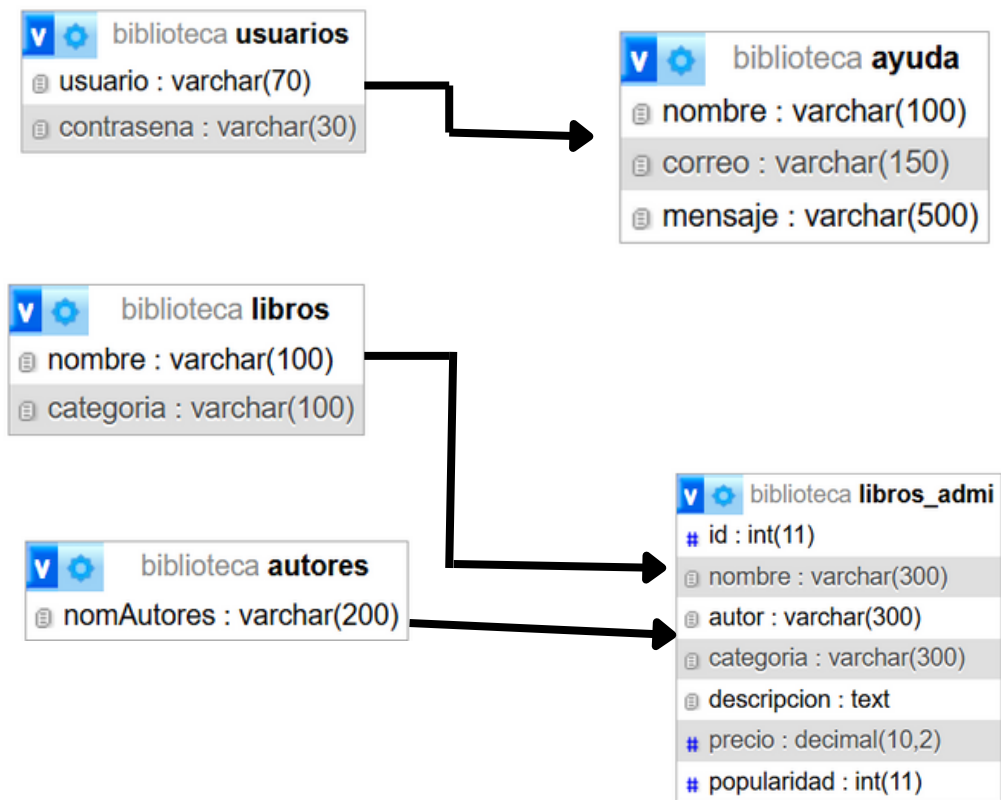 v biblioteca usuarios
usuario : varchar(70)
contrasena : varchar(30)
v biblioteca ayuda
nombre : varchar(100)
correo : varchar(150)
mensaje : varchar(500)
v biblioteca libros
nombre : varchar(100)
categoria : varchar(100)
v biblioteca autores
nomAutores : varchar(200)
v biblioteca libros_admi
# id : int(11)
nombre : varchar(300)
autor : varchar(300)
categoria : varchar(300)
descripcion : text
# precio : decimal(10,2)
# popularidad : int(11)